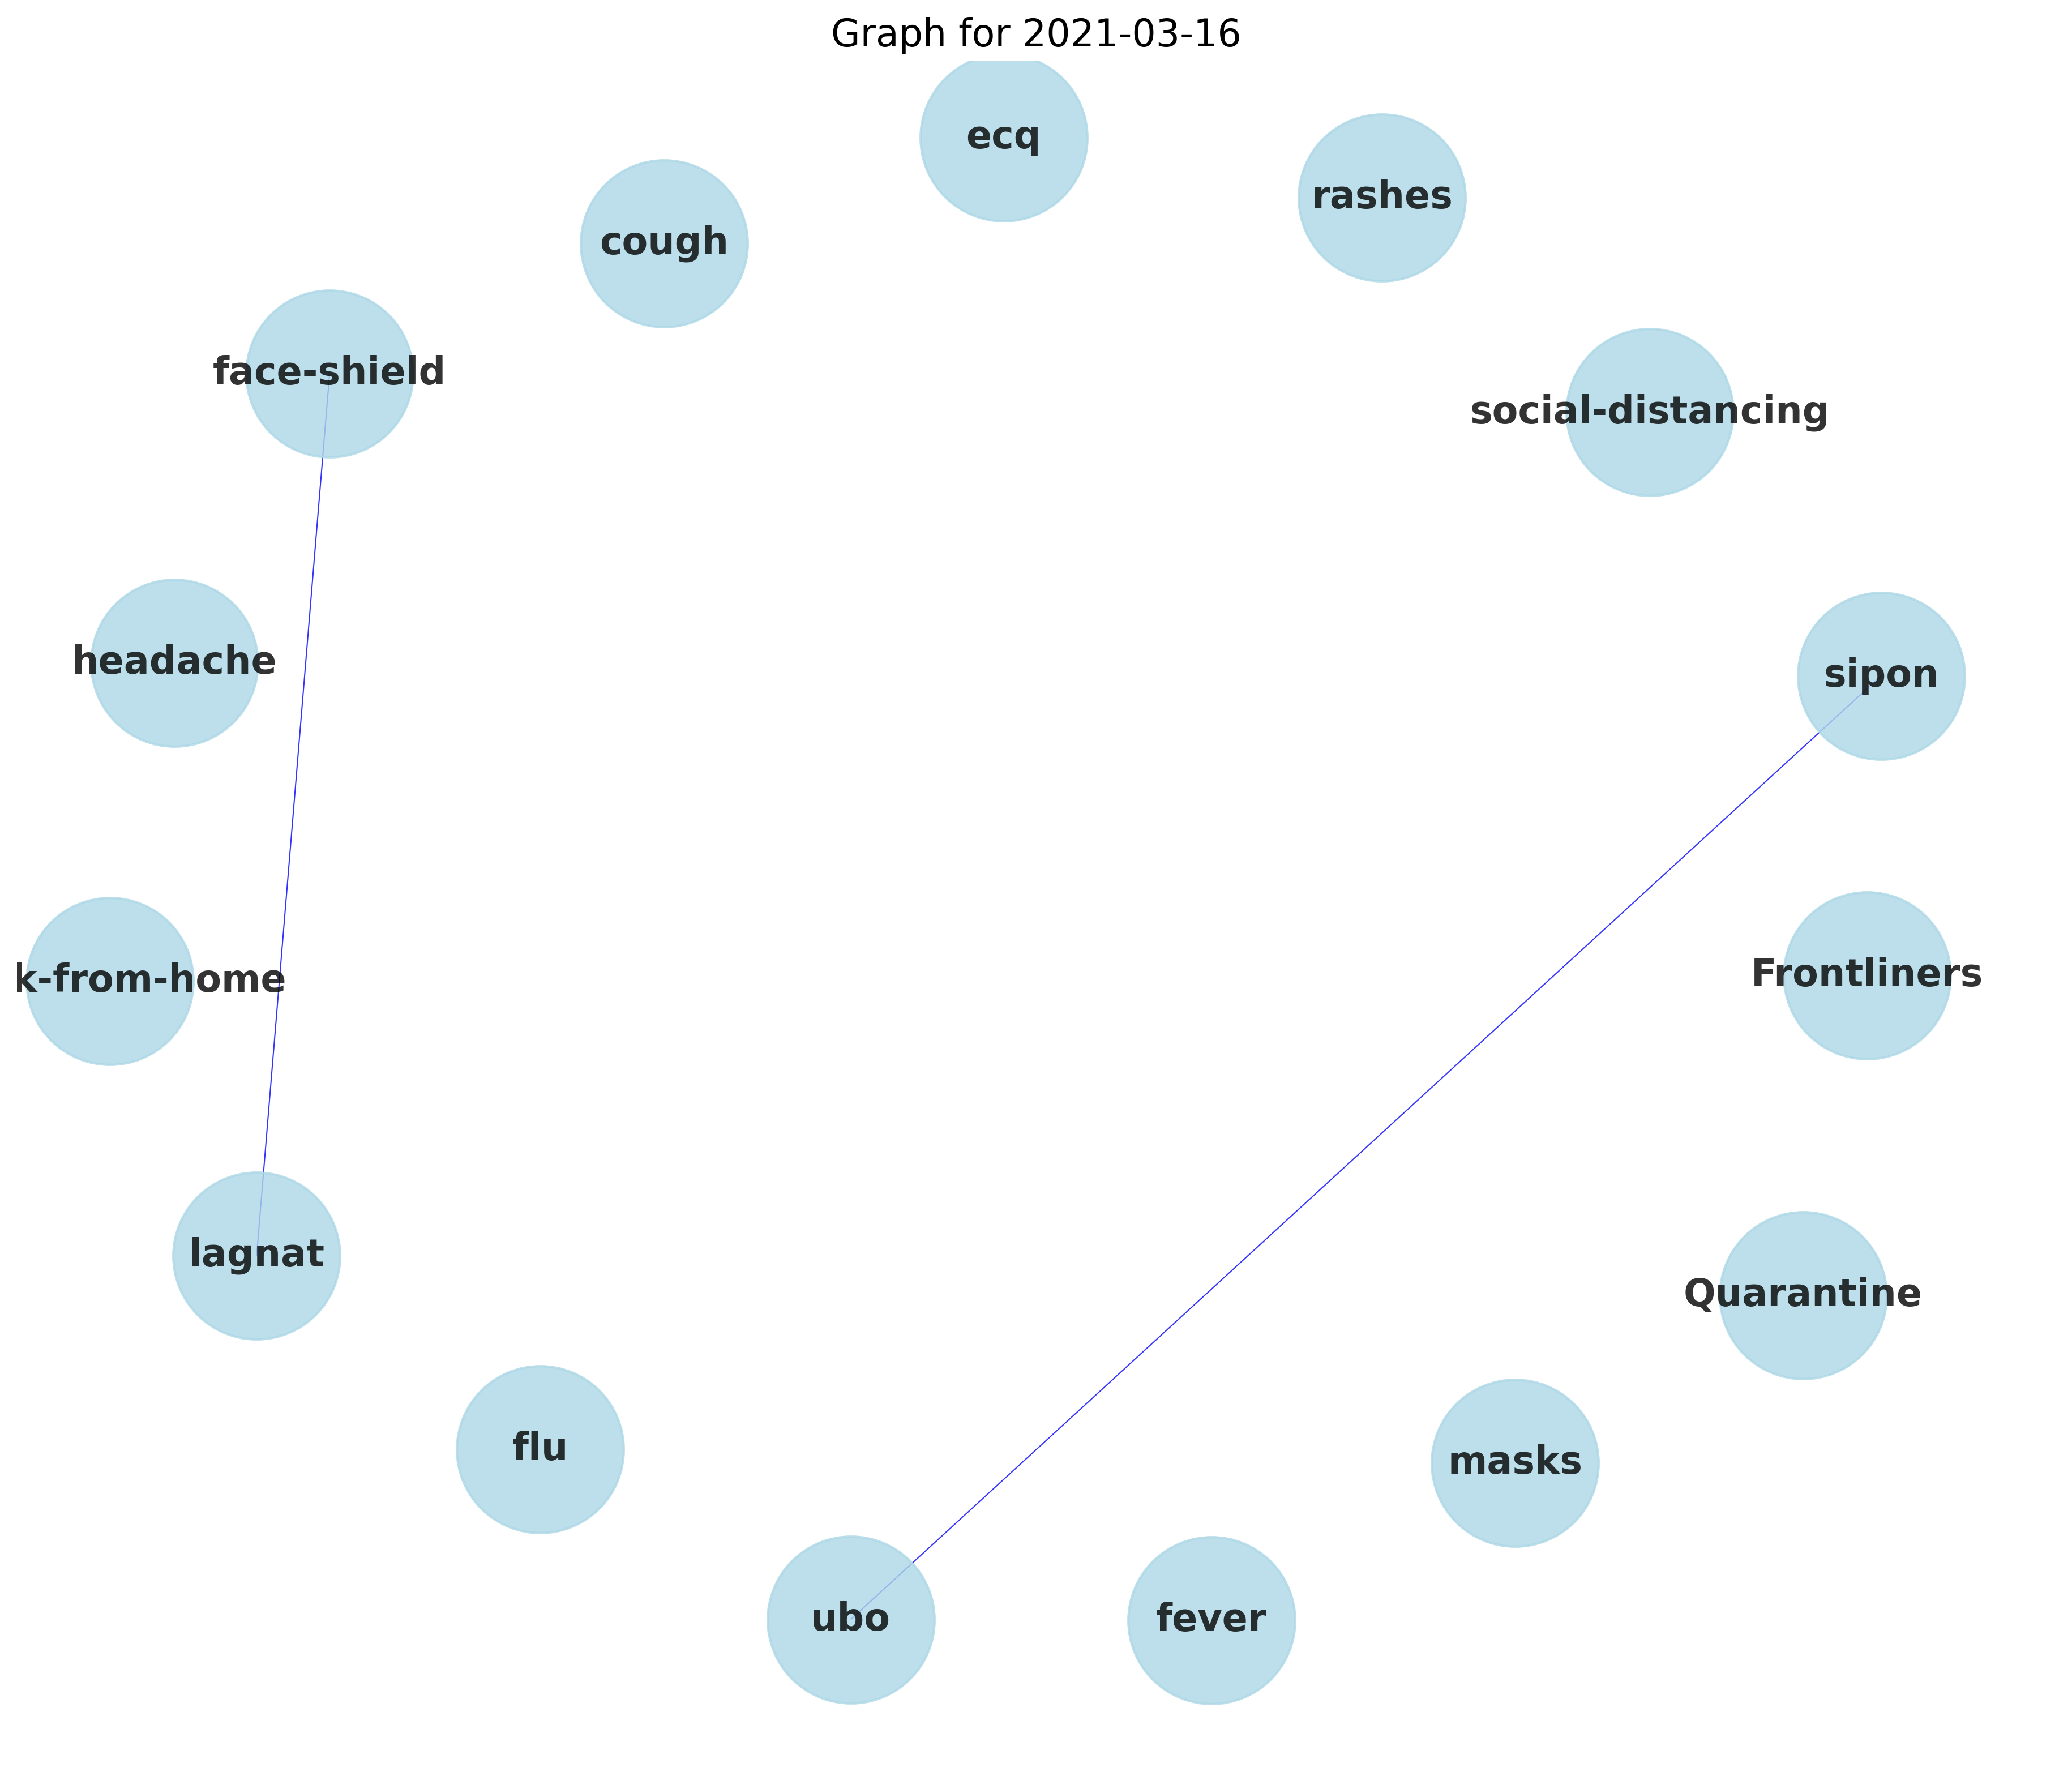 Graph for 2021-03-16
ecq
rashes
cough
face-shield
social-distancing
headache
sipon
k-from-home
Frontliners
lagnat
Quarantine
flu
masks
ubo
fever